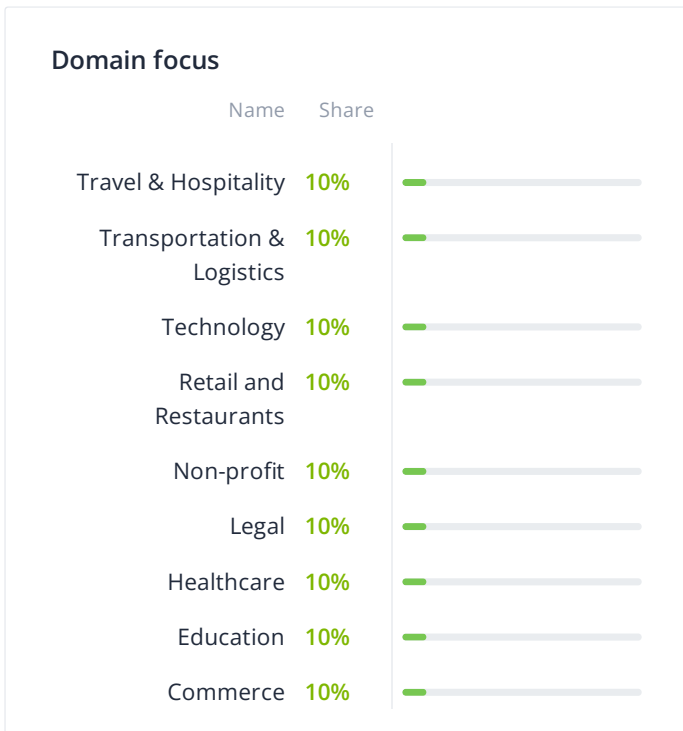 Domain focus
Name Share
Travel & Hospitality 10%
Transportation & 10%
Logistics
Technology 10%
Retail and 10%
Restaurants
Non-profit 10%
Legal 10%
Healthcare 10%
Education 10%
Commerce 10%